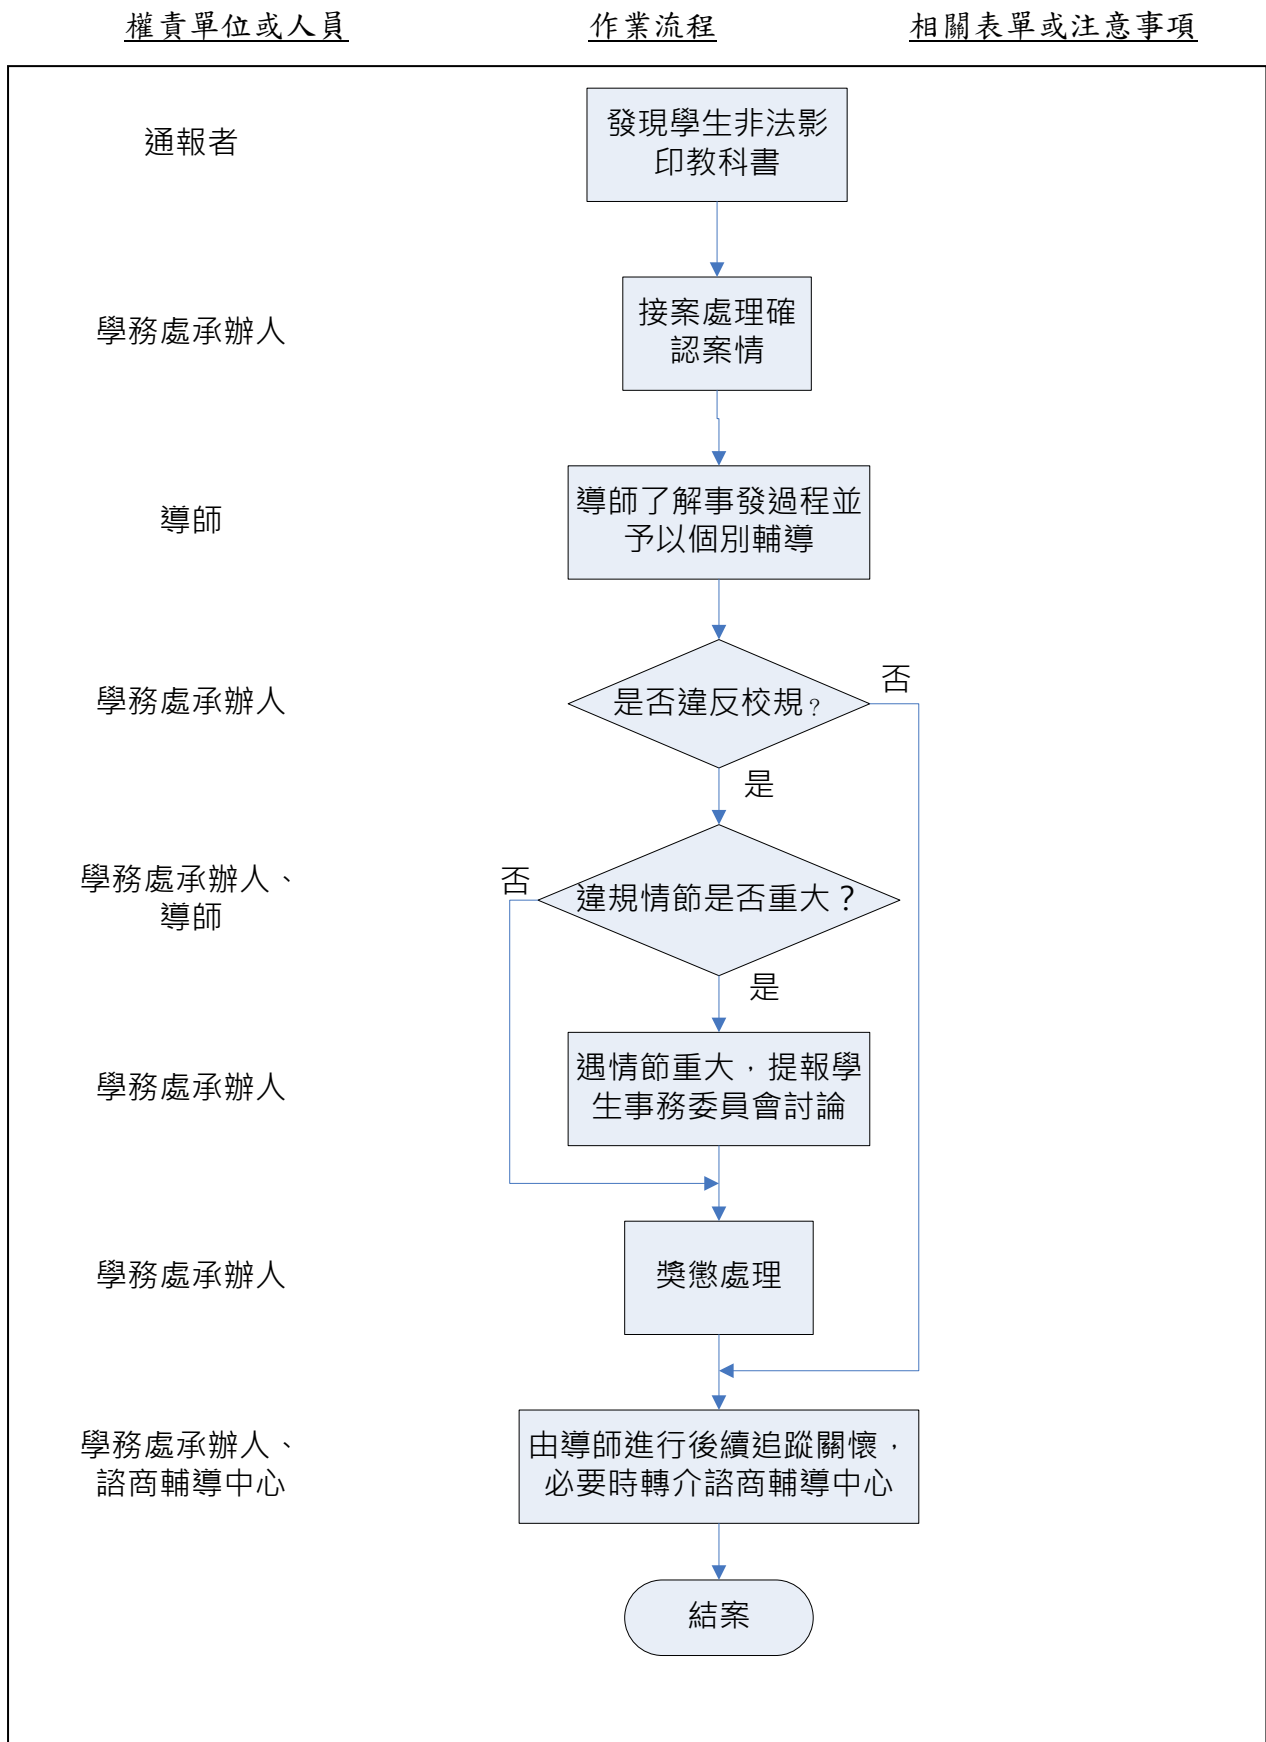 權責單位或人員
作業流程
相關表單或注意事項
通報者
發現學生非法影
印教科書
學務處承辦人
接案處理確
認案情
導師
導師了解事發過程並
予以個別輔導
學務處承辦人
是否違反校規?
否
是
學務處承辦人、
導師
否
違規情節是否重大？
是
學務處承辦人
遇情節重大，提報學
生事務委員會討論
學務處承辦人
獎懲處理
學務處承辦人、
諮商輔導中心
由導師進行後續追蹤關懷，
必要時轉介諮商輔導中心
結案